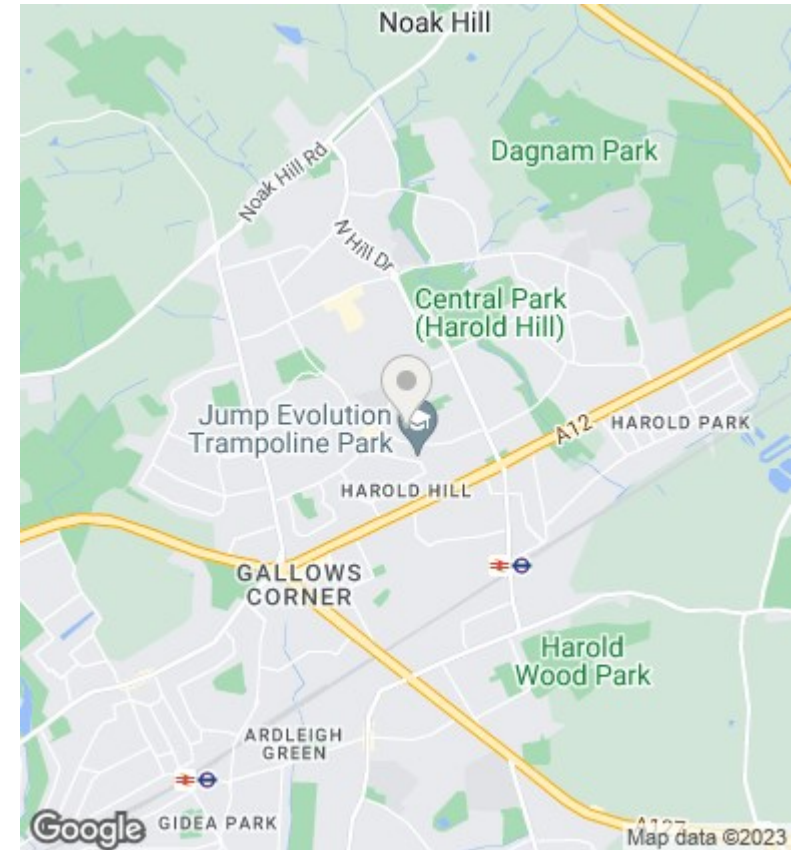 Noak Hill
Dagnam Park
Noak Hill Rd
N Hill Dr
Central Park
(Harold Hill)
Jump Evolution
Trampoline Park
A12
HAROLD PARK
HAROLD HILL
GALLOWS
CORNER
Harold
Wood Park
ARDLEIGH
GREEN
A127
GIDEA PARK
Google
Map data ©2023